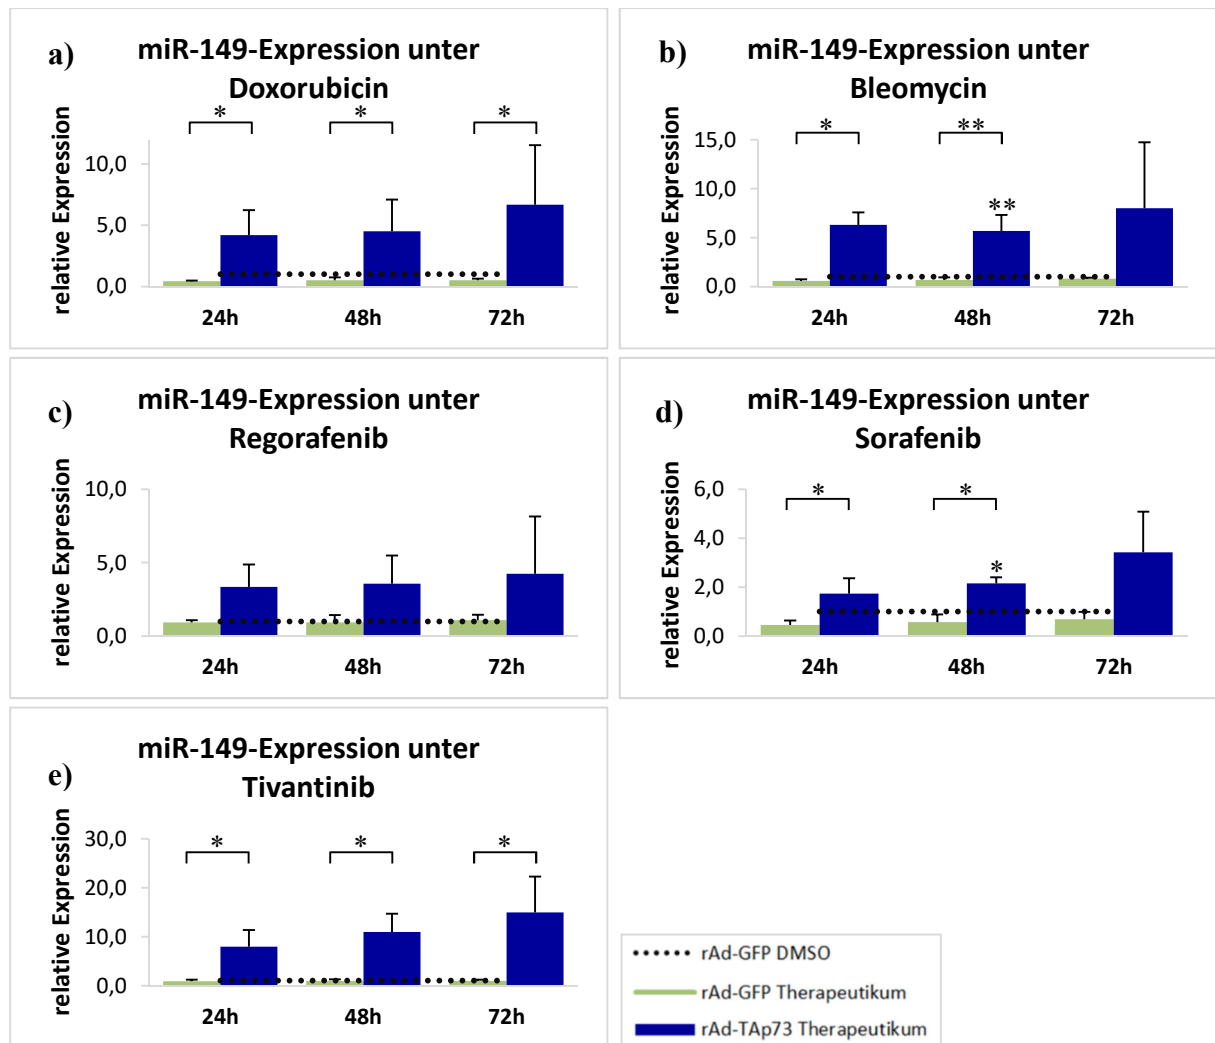 a)
miR-149-Expression unter
Doxorubicin
relative Expression
10,0
5,0
0,0
* * *
24h 48h 72h
b)
miR-149-Expression unter
Bleomycin
relative Expression
15,0
10,0
5,0
0,0
* **
**
24h 48h 72h
c)
miR-149-Expression unter
Regorafenib
relative Expression
10,0
5,0
0,0
24h 48h 72h
d)
miR-149-Expression unter
Sorafenib
relative Expression
6,0
4,0
2,0
0,0
* *
*
24h 48h 72h
e)
miR-149-Expression unter
Tivantinib
relative Expression
30,0
20,0
10,0
0,0
* * *
24h 48h 72h
rAd-GFP DMSO
rAd-GFP Therapeutikum
rAd-TAp73 Therapeutikum